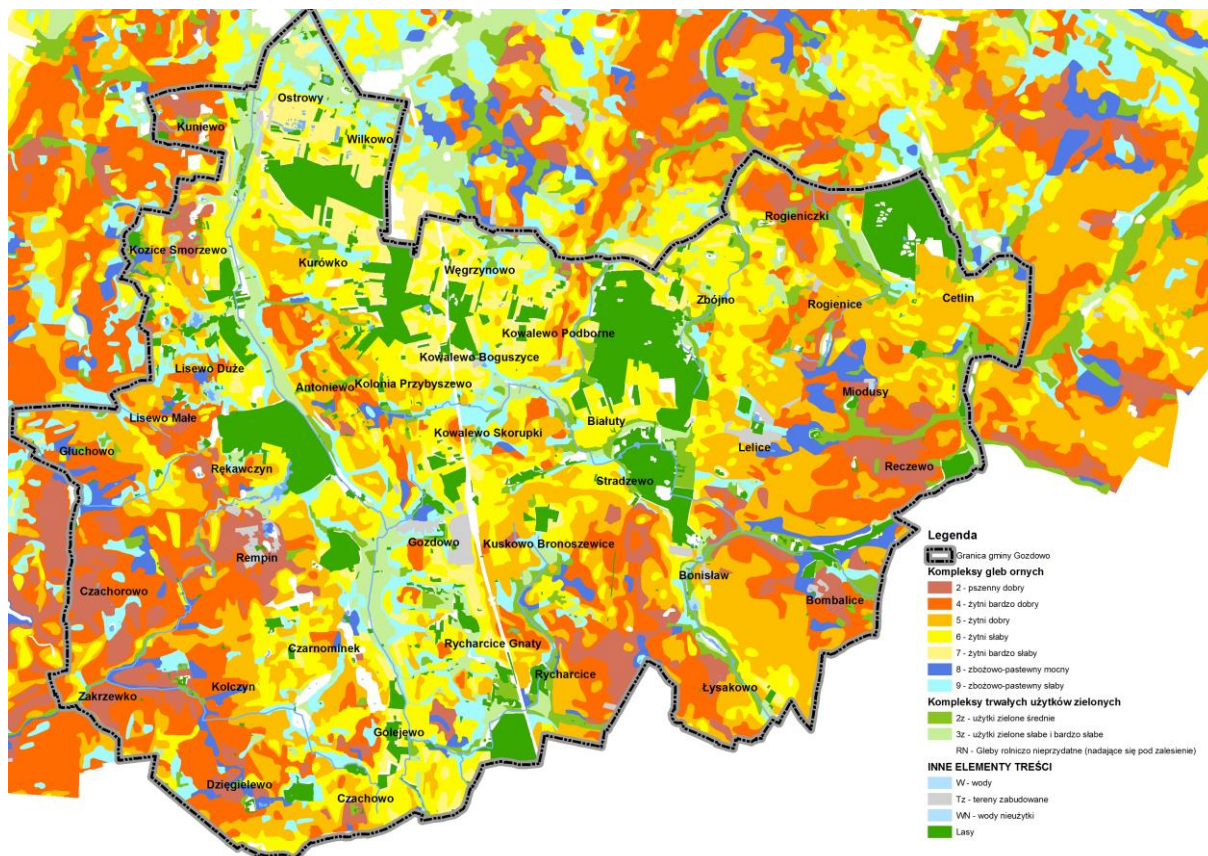 Ostrowy
Kuniewo
Wilkowo
Rogieniczki
Kozice Smorzewo
Kurówko
Węgrzynowo
Zbójno
Rogienice
Cetlin
Kowalewo Podborne
Kowalewo Boguszyce
Lisewo Duże
Antoniewo
Kolonia Przybyszewo
Miodusy
Lisewo Małe
Białuty
Kowalewo Skorupki
Lelice
Głuchowo
Rękawczyn
Reczewo
Stradzewo
Gozdowo
Kuskowo Bronoszewice
Rempin
Bonisław
Czachorowo
Bombalice
Czarnominek
Rycharcice Gnaty
Rycharcice
Zakrzewko
Kolczyn
Łysakowo
Golejewo
Dzięgielewo
Czachowo
Legenda
Granica gminy Gozdowo
Kompleksy gleb ornych
2 - pszenny dobry
4 - żytni bardzo dobry
5 - żytni dobry
6 - żytni słaby
7 - żytni bardzo słaby
8 - zbożowo-pastewny mocny
9 - zbożowo-pastewny słaby
Kompleksy trwałych użytków zielonych
2z - użytki zielone średnie
3z - użytki zielone słabe i bardzo słabe
RN - Gleby rolniczo nieprzydatne (nadające się pod zalesienie)
INNE ELEMENTY TREŚCI
W - wody
Tz - tereny zabudowane
WN - wody nieużytki
Lasy